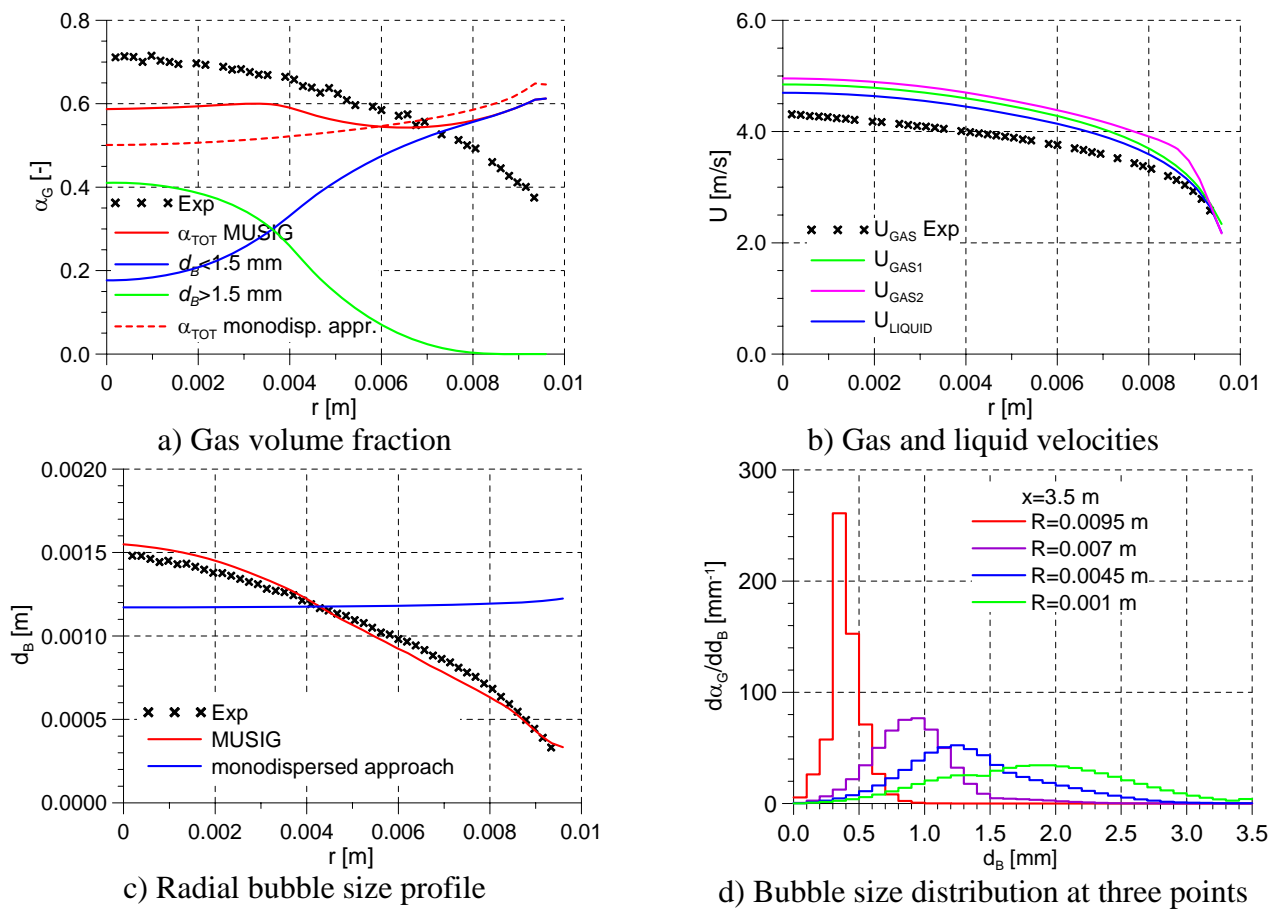 0.8
0.6
0.4
0.2
0.0
α_G [-]
Exp
α_TOT MUSIG
d_B<1.5 mm
d_B>1.5 mm
α_TOT monodisp. appr.
0 0.002 0.004 0.006 0.008 0.01
r [m]
a) Gas volume fraction
6.0
4.0
2.0
0.0
U [m/s]
U_GAS Exp
U_GAS1
U_GAS2
U_LIQUID
0 0.002 0.004 0.006 0.008 0.01
r [m]
b) Gas and liquid velocities
0.0020
0.0015
0.0010
0.0005
0.0000
d_B [m]
Exp
MUSIG
monodispersed approach
0 0.002 0.004 0.006 0.008 0.01
r [m]
c) Radial bubble size profile
300
200
100
0
dα_G/dd_B [mm⁻¹]
x=3.5 m
R=0.0095 m
R=0.007 m
R=0.0045 m
R=0.001 m
0.0 0.5 1.0 1.5 2.0 2.5 3.0 3.5
d_B [mm]
d) Bubble size distribution at three points